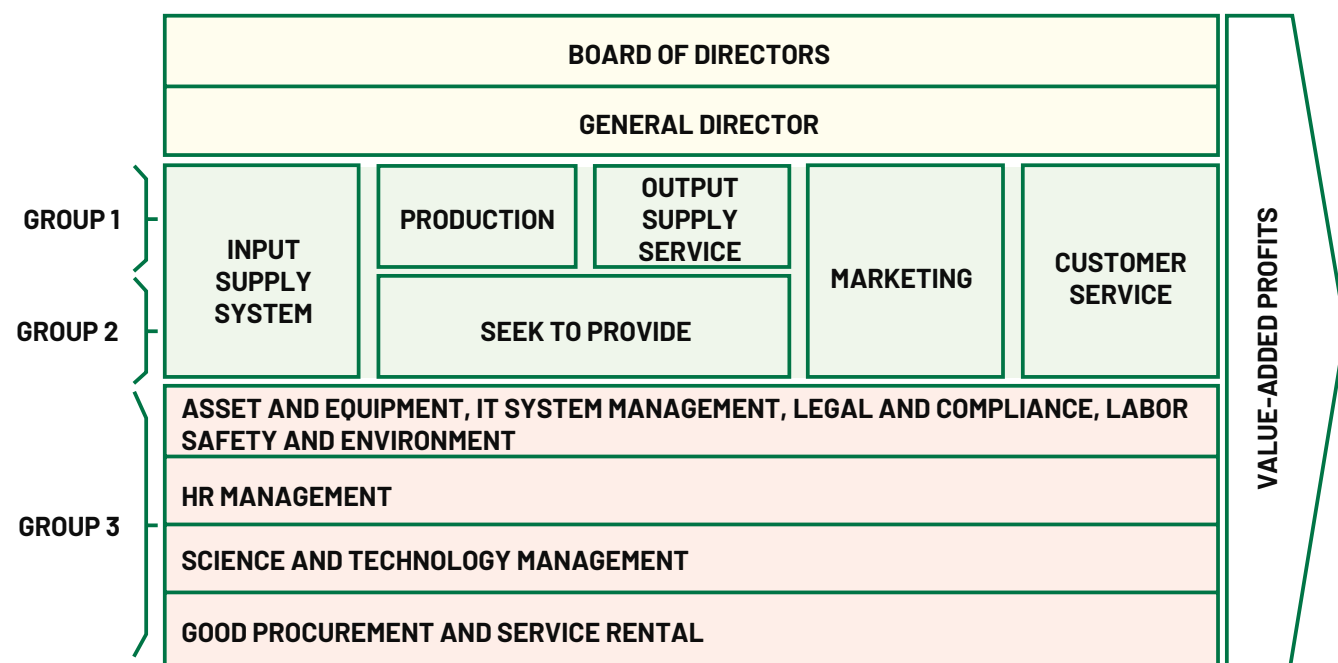 BOARD OF DIRECTORS
GENERAL DIRECTOR
GROUP 1
GROUP 2
INPUT
SUPPLY
SYSTEM
PRODUCTION
OUTPUT
SUPPLY
SERVICE
SEEK TO PROVIDE
MARKETING
CUSTOMER
SERVICE
GROUP 3
ASSET AND EQUIPMENT, IT SYSTEM MANAGEMENT, LEGAL AND COMPLIANCE, LABOR
SAFETY AND ENVIRONMENT
HR MANAGEMENT
SCIENCE AND TECHNOLOGY MANAGEMENT
GOOD PROCUREMENT AND SERVICE RENTAL
VALUE-ADDED PROFITS